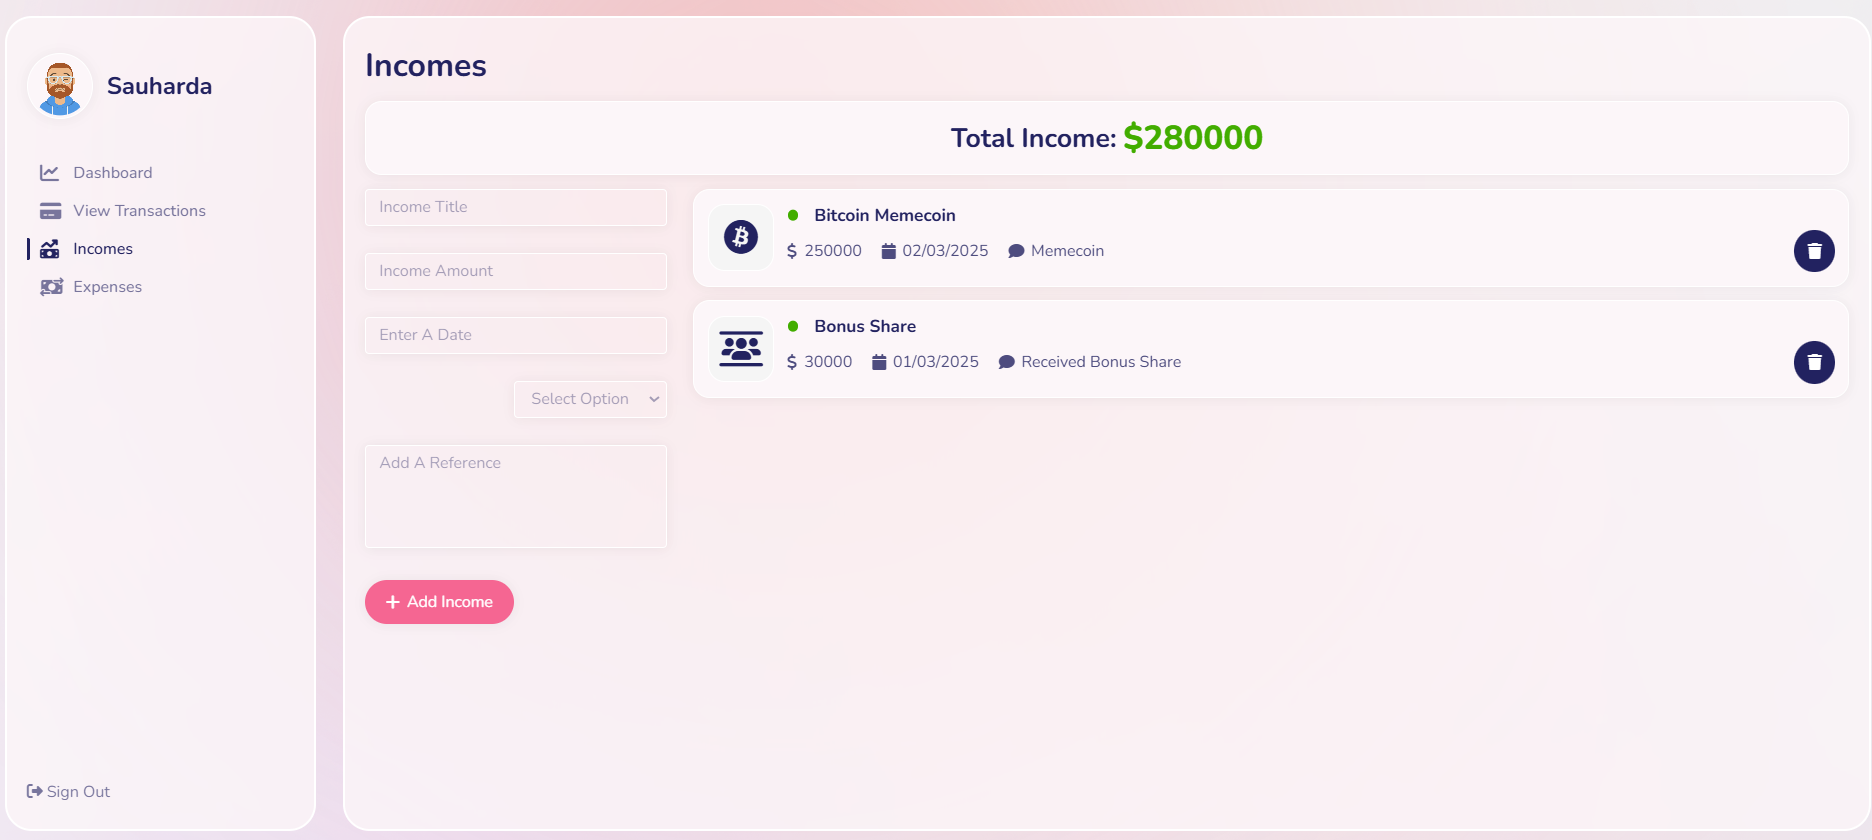 Sauharda
Dashboard
View Transactions
Incomes
Expenses
Sign Out
Incomes
Total Income: $280000
Income Title
Income Amount
Enter A Date
Select Option
Add A Reference
+ Add Income
Bitcoin Memecoin
$ 250000 02/03/2025 Memecoin
Bonus Share
$ 30000 01/03/2025 Received Bonus Share